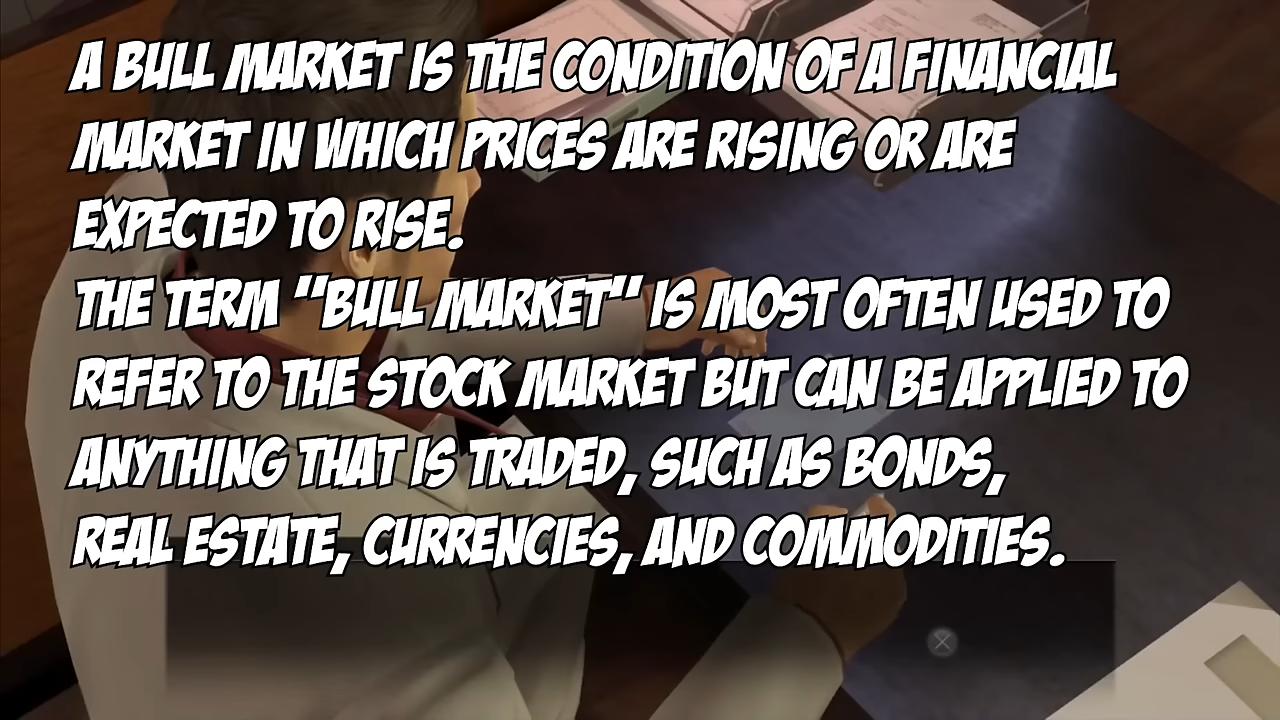 A BULL MARKET IS THE CONDITION OF A FINANCIAL
MARKET IN WHICH PRICES ARE RISING OR ARE
EXPECTED TO RISE.
THE TERM "BULL MARKET" IS MOST OFTEN USED TO
REFER TO THE STOCK MARKET BUT CAN BE APPLIED TO
ANYTHING THAT IS TRADED, SUCH AS BONDS,
REAL ESTATE, CURRENCIES, AND COMMODITIES.